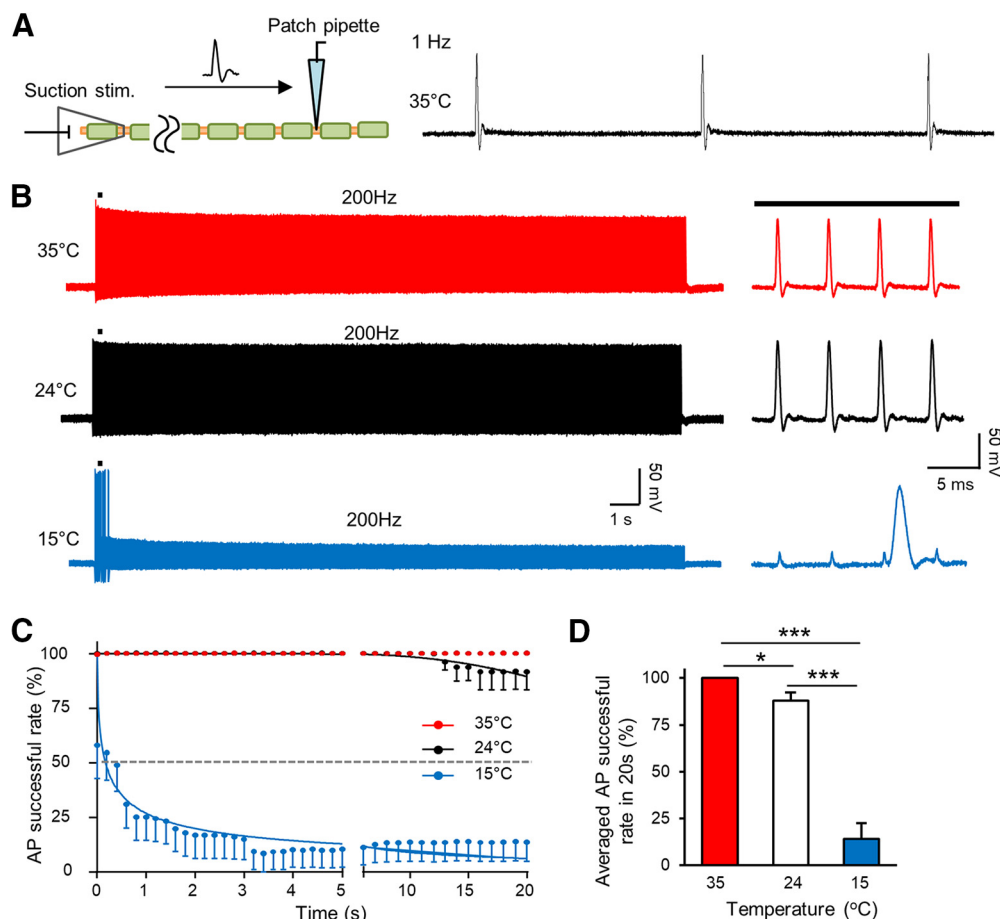 A
Suction stim.
Patch pipette
1 Hz
35°C
B
35°C
200Hz
24°C
200Hz
15°C
200Hz
50 mV
1 s
50 mV
5 ms
C
AP successful rate (%)
100
75
50
25
0
35°C
24°C
15°C
0 1 2 3 4 5 10 15 20
Time (s)
D
Averaged AP successful
rate in 20s (%)
***
*
***
100
75
50
25
0
35 24 15
Temperature (ºC)